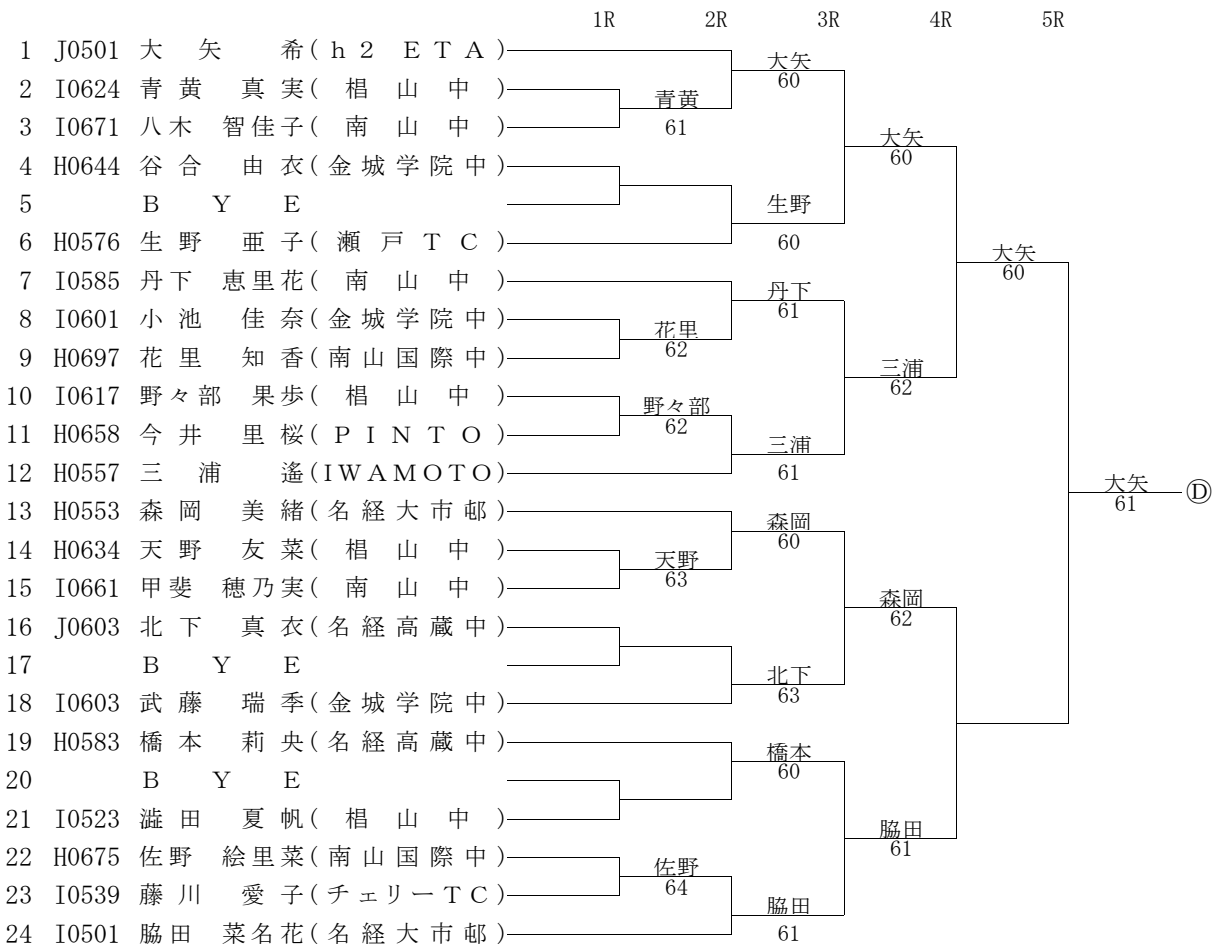 1R 2R 3R 4R 5R
1 J0501 大矢 希(h2 ETA)
大矢
60
2 I0624 青黄 真実(椙山中)
青黄
61
3 I0671 八木 智佳子(南山中)
大矢
60
4 H0644 谷合 由衣(金城学院中)
5 BYE
生野
60
6 H0576 生野 亜子(瀬戸TC)
大矢
60
7 I0585 丹下 恵里花(南山中)
丹下
61
8 I0601 小池 佳奈(金城学院中)
花里
62
9 H0697 花里 知香(南山国際中)
三浦
62
10 I0617 野々部 果歩(椙山中)
野々部
62
11 H0658 今井 里桜(PINTO)
三浦
61
12 H0557 三浦 遙(IWAMOTO)
大矢
61
Ⓓ
13 H0553 森岡 美緒(名経大市邨)
森岡
60
14 H0634 天野 友菜(椙山中)
天野
63
15 I0661 甲斐 穂乃実(南山中)
森岡
62
16 J0603 北下 真衣(名経高蔵中)
17 BYE
北下
63
18 I0603 武藤 瑞季(金城学院中)
19 H0583 橋本 莉央(名経高蔵中)
橋本
60
20 BYE
21 I0523 澁田 夏帆(椙山中)
脇田
61
22 H0675 佐野 絵里菜(南山国際中)
佐野
64
23 I0539 藤川 愛子(チェリーTC)
脇田
61
24 I0501 脇田 菜名花(名経大市邨)